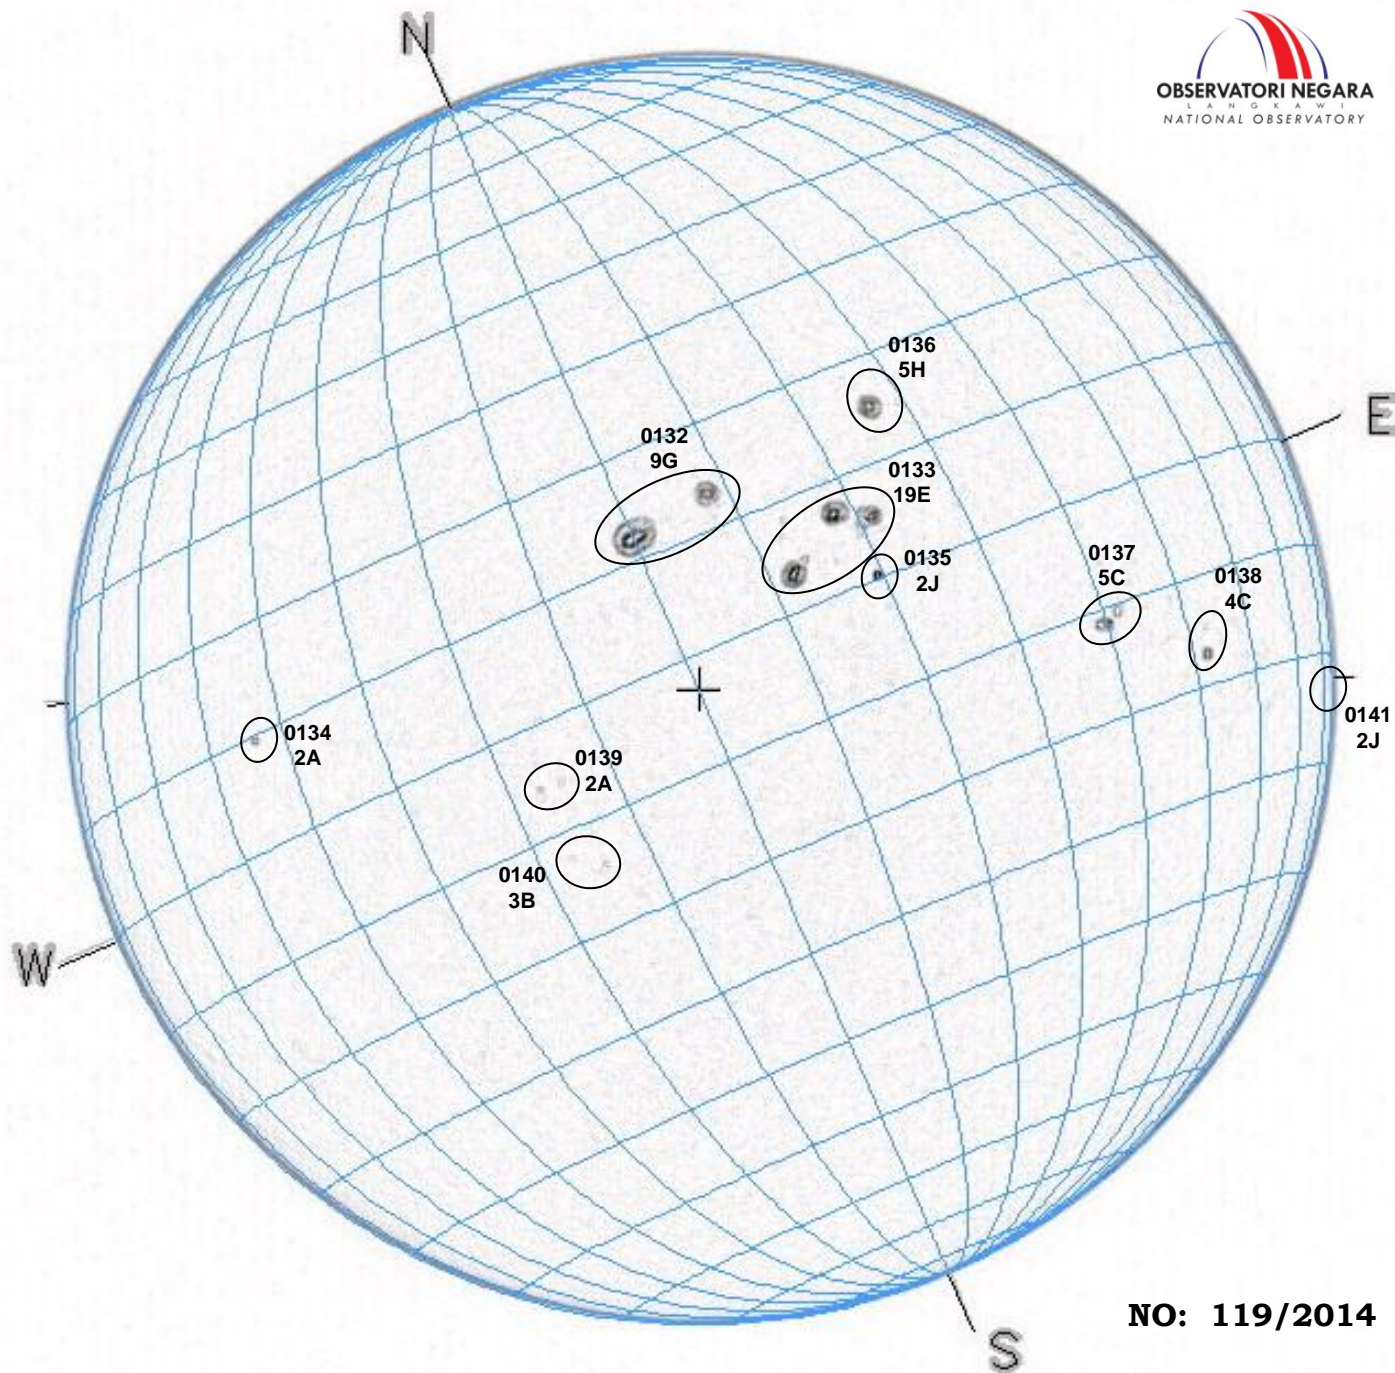 N
OBSERVATORI NEGARA
LANGKAWI
NATIONAL OBSERVATORY
0136
5H
E
0132
9G
0133
19E
0135
2J
0137
5C
0138
4C
0134
2A
0139
2A
0141
2J
0140
3B
W
NO: 119/2014
S